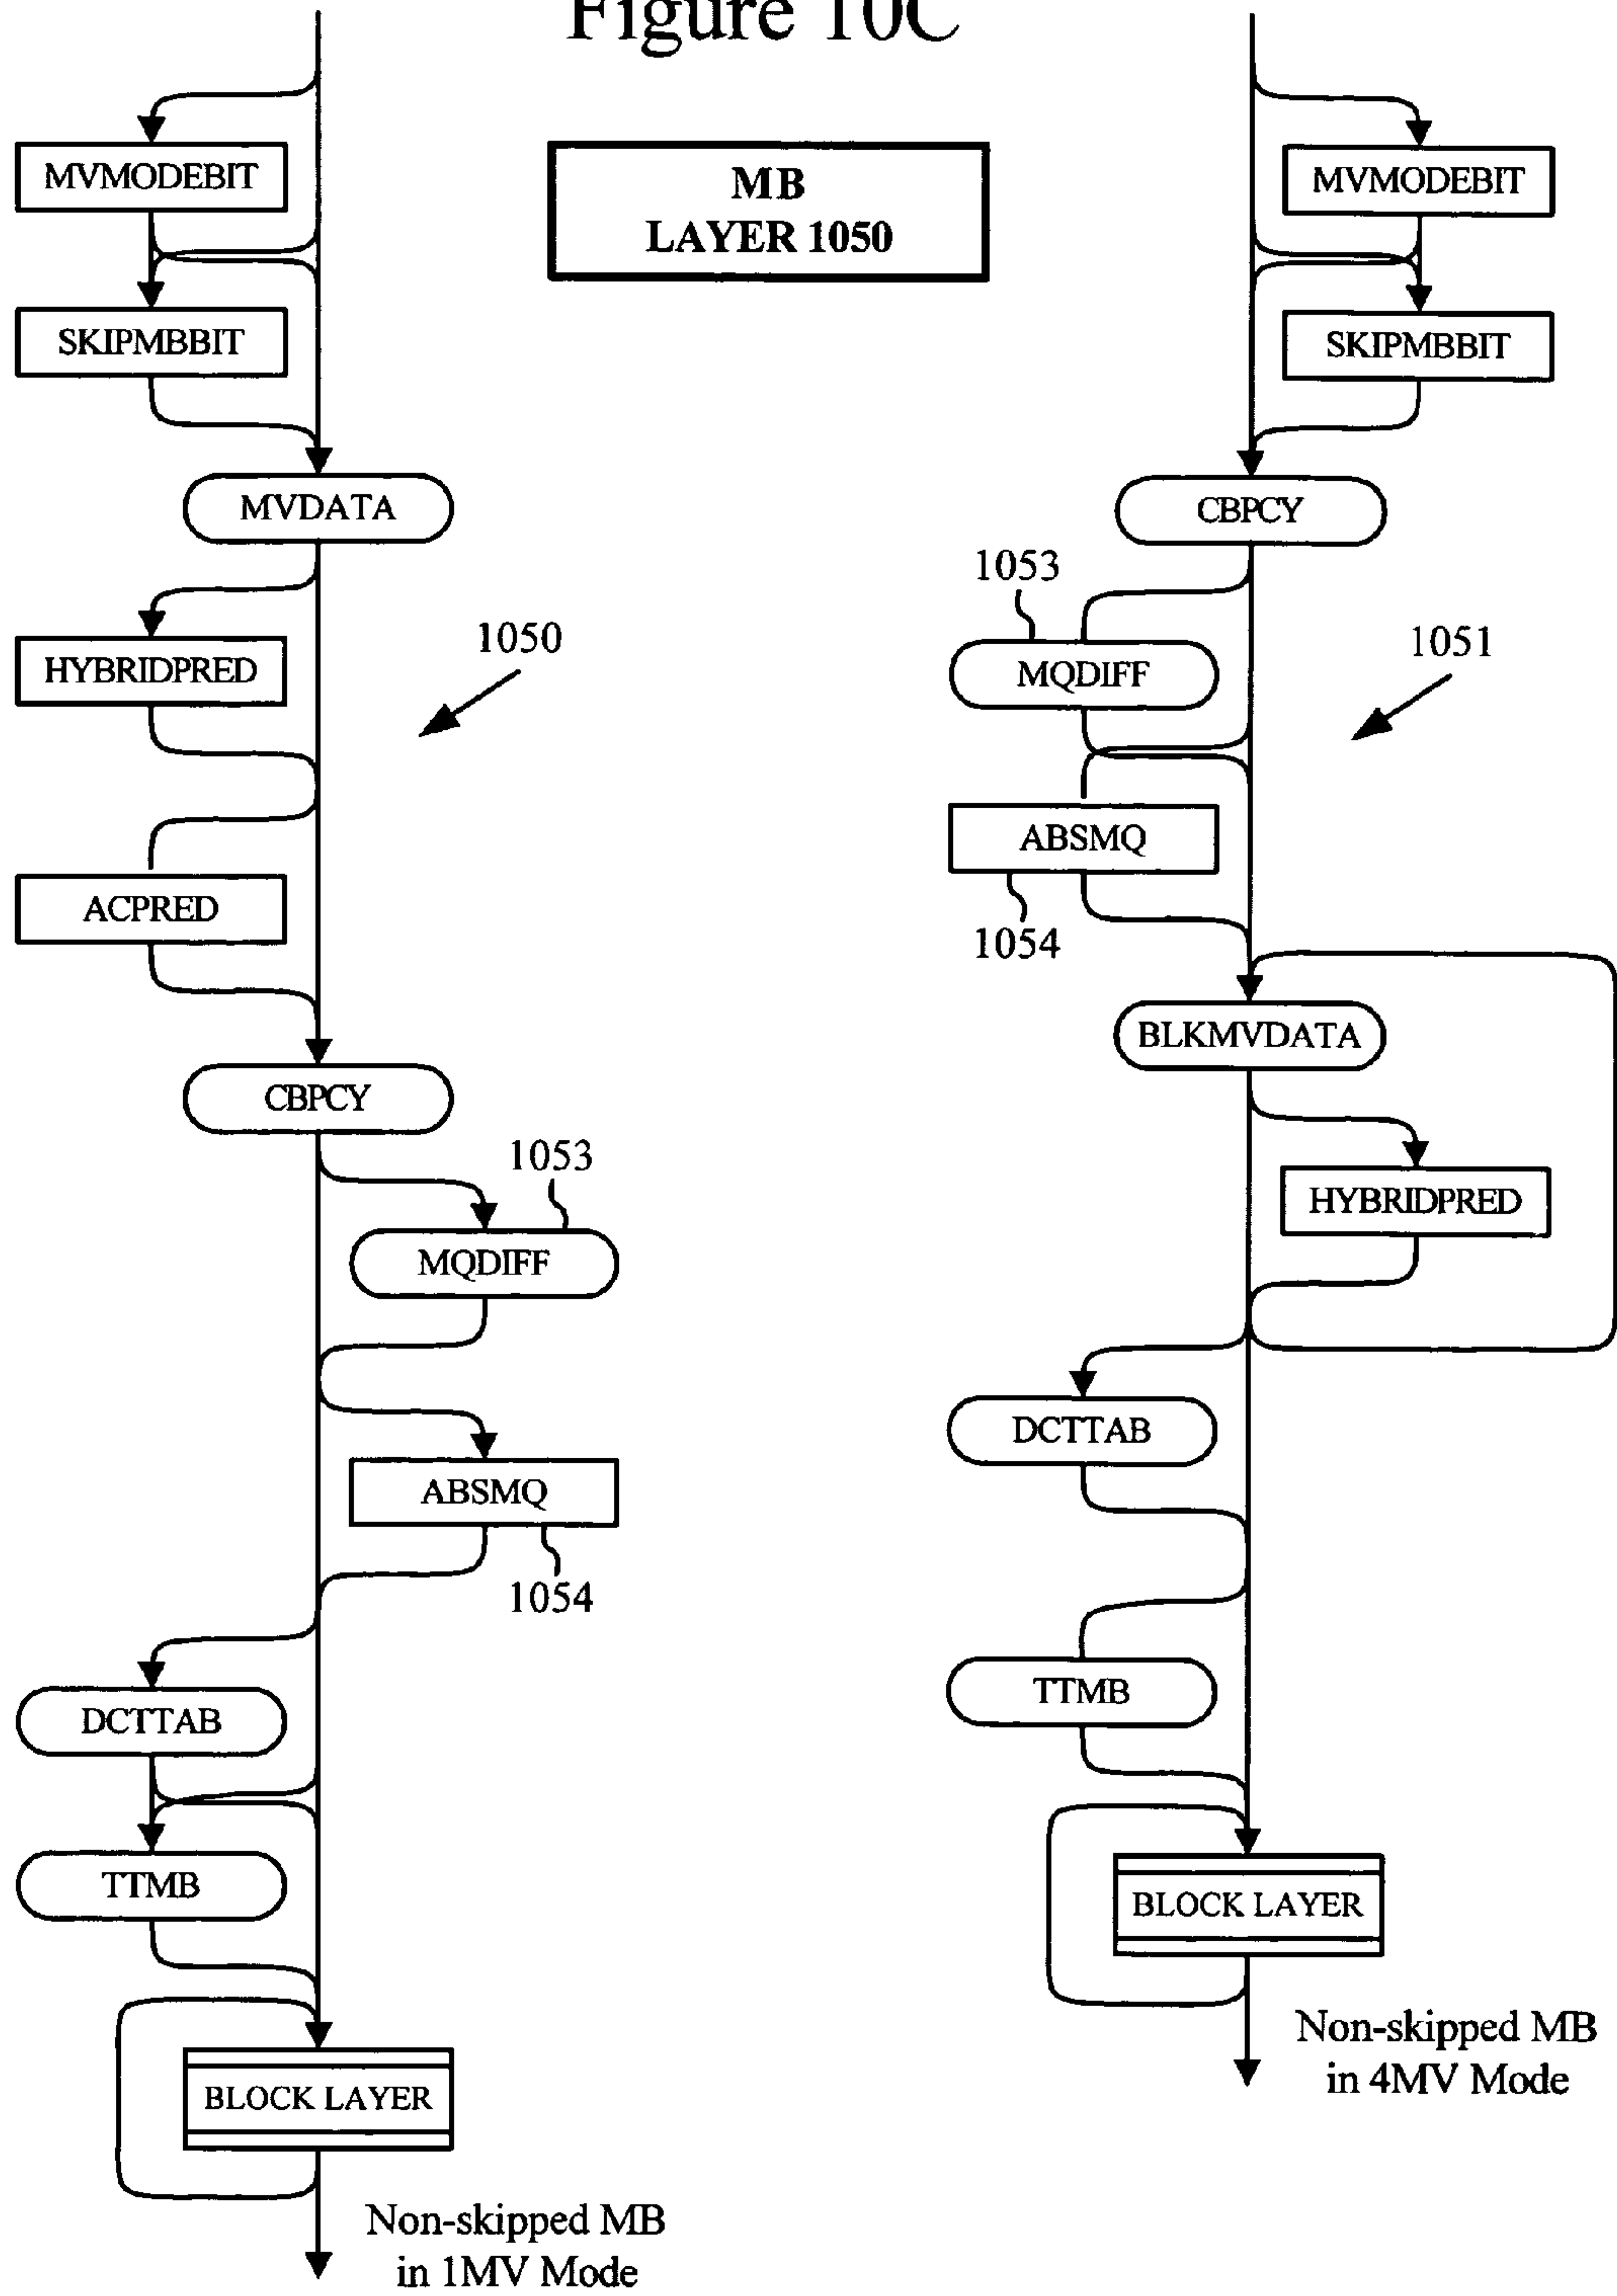 Figure 10C
MB
LAYER 1050
MVMODEBIT
SKIPMBBIT
MVDATA
HYBRIDPRED
1050
ACPRED
CBPCY
1053
MQDIFF
ABSMQ
1054
DCTTAB
TTMB
BLOCK LAYER
Non-skipped MB
in 1MV Mode
MVMODEBIT
SKIPMBBIT
CBPCY
1053
MQDIFF
1051
ABSMQ
1054
BLKMVDATA
HYBRIDPRED
DCTTAB
TTMB
BLOCK LAYER
Non-skipped MB
in 4MV Mode